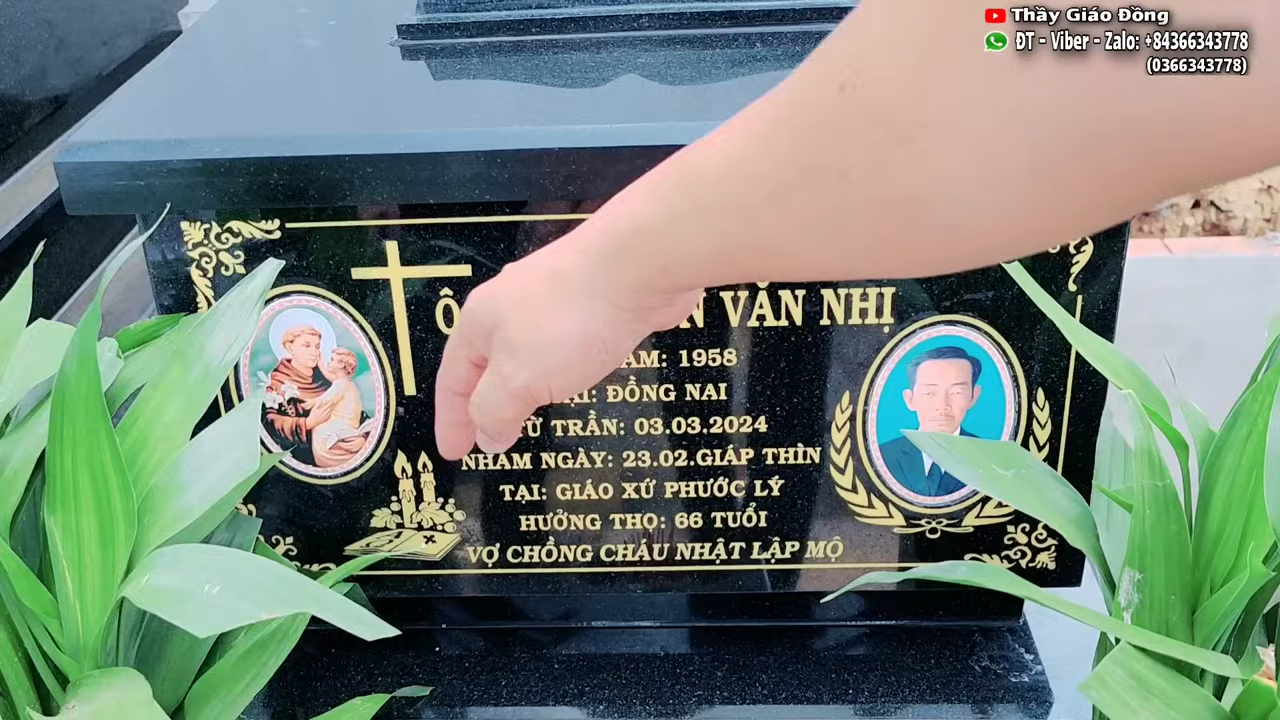 Thầy Giáo Đồng
ĐT - Viber - Zalo: +84366343778
(0366343778)
VĂN NHỊ
1958
ĐỒNG NAI
TRẦN: 03.03.2024
NHẰM NGÀY: 23.02.GIÁP THÌN
TẠI: GIÁO XỨ PHƯỚC LÝ
HƯỞNG THỌ: 66 TUỔI
VỢ CHỒNG CHÁU NHẬT LẬP MỘ